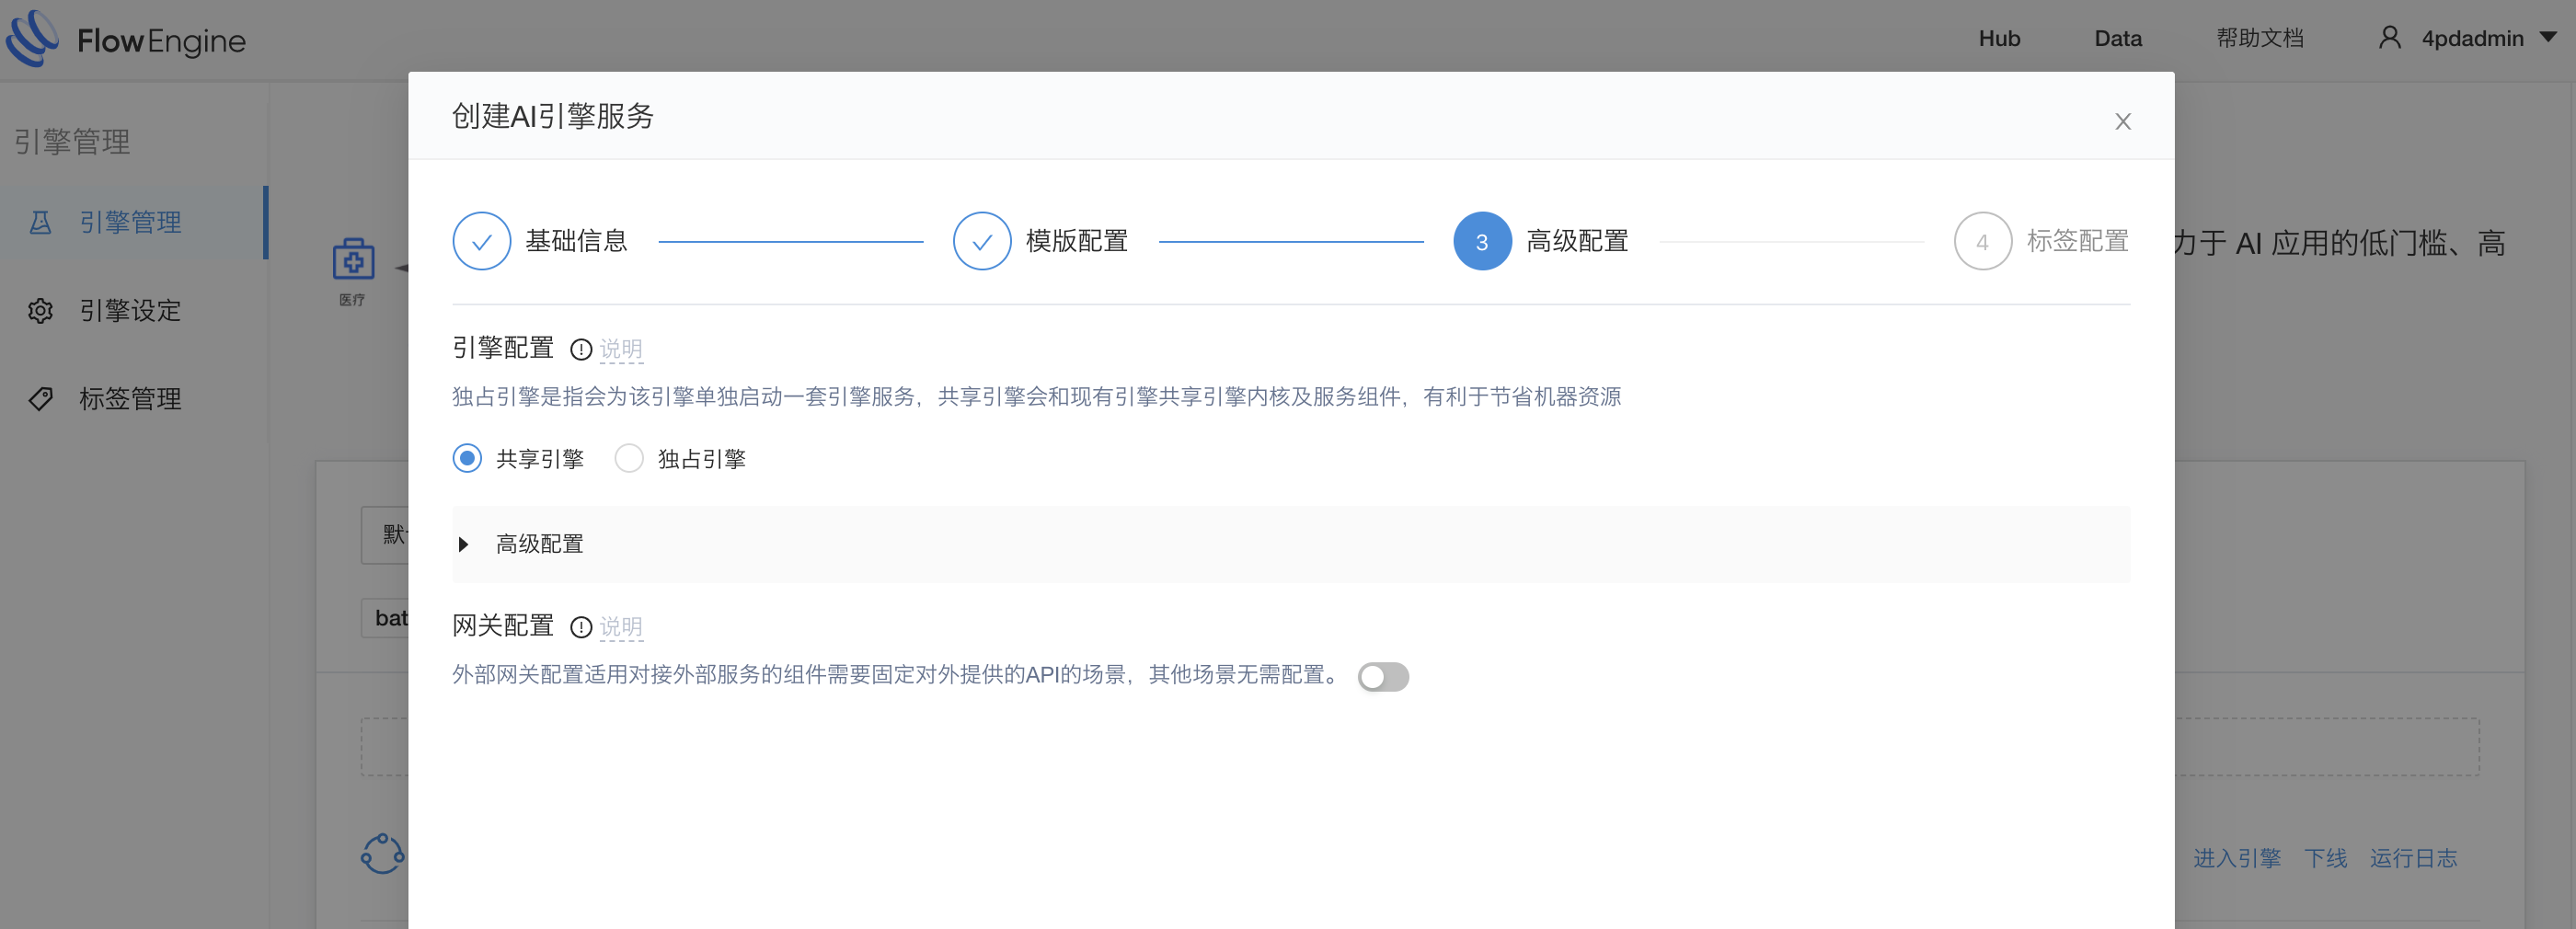 FlowEngine
Hub Data 帮助文档 4pdadmin
引擎管理
引擎管理
引擎设定
标签管理
医疗
力于 AI 应用的低门槛、高
创建AI引擎服务
基础信息 模版配置 3 高级配置 4 标签配置
引擎配置 说明
独占引擎是指会为该引擎单独启动一套引擎服务，共享引擎会和现有引擎共享引擎内核及服务组件，有利于节省机器资源
共享引擎 独占引擎
高级配置
网关配置 说明
外部网关配置适用对接外部服务的组件需要固定对外提供的API的场景，其他场景无需配置。
默
bat
进入引擎 下线 运行日志